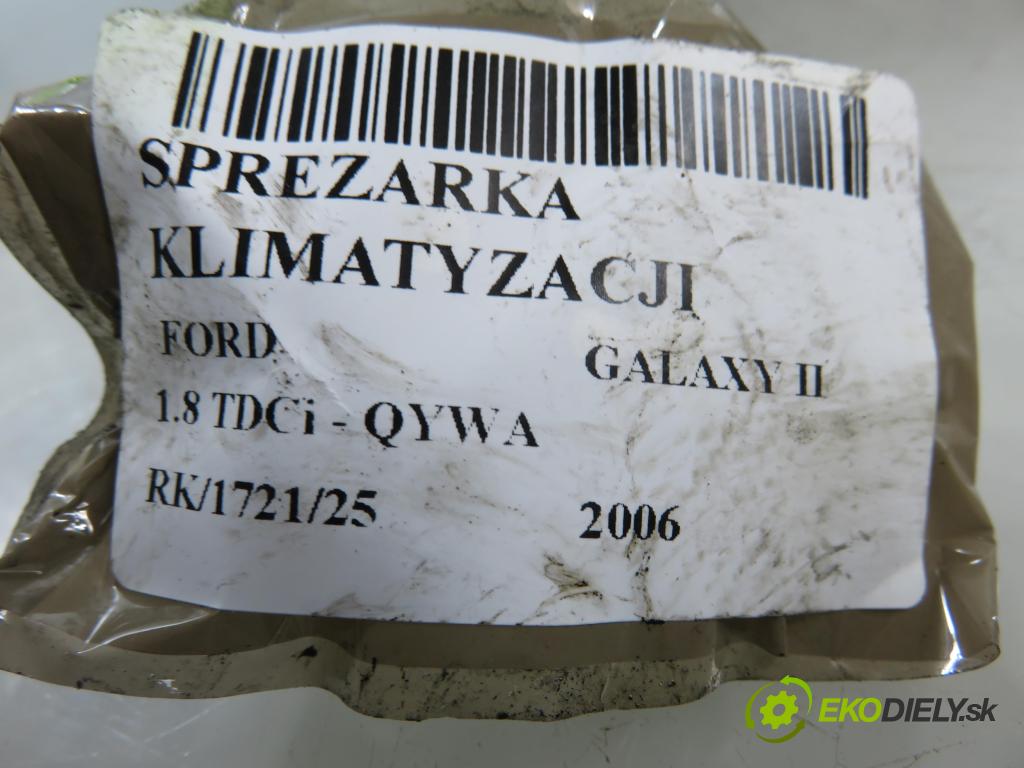 SPREZARKA
KLIMATYZACJI
FORD GALAXY II
1.8 TDCi - QYWA
RK/1721/25 2006
EKODIELY.sk